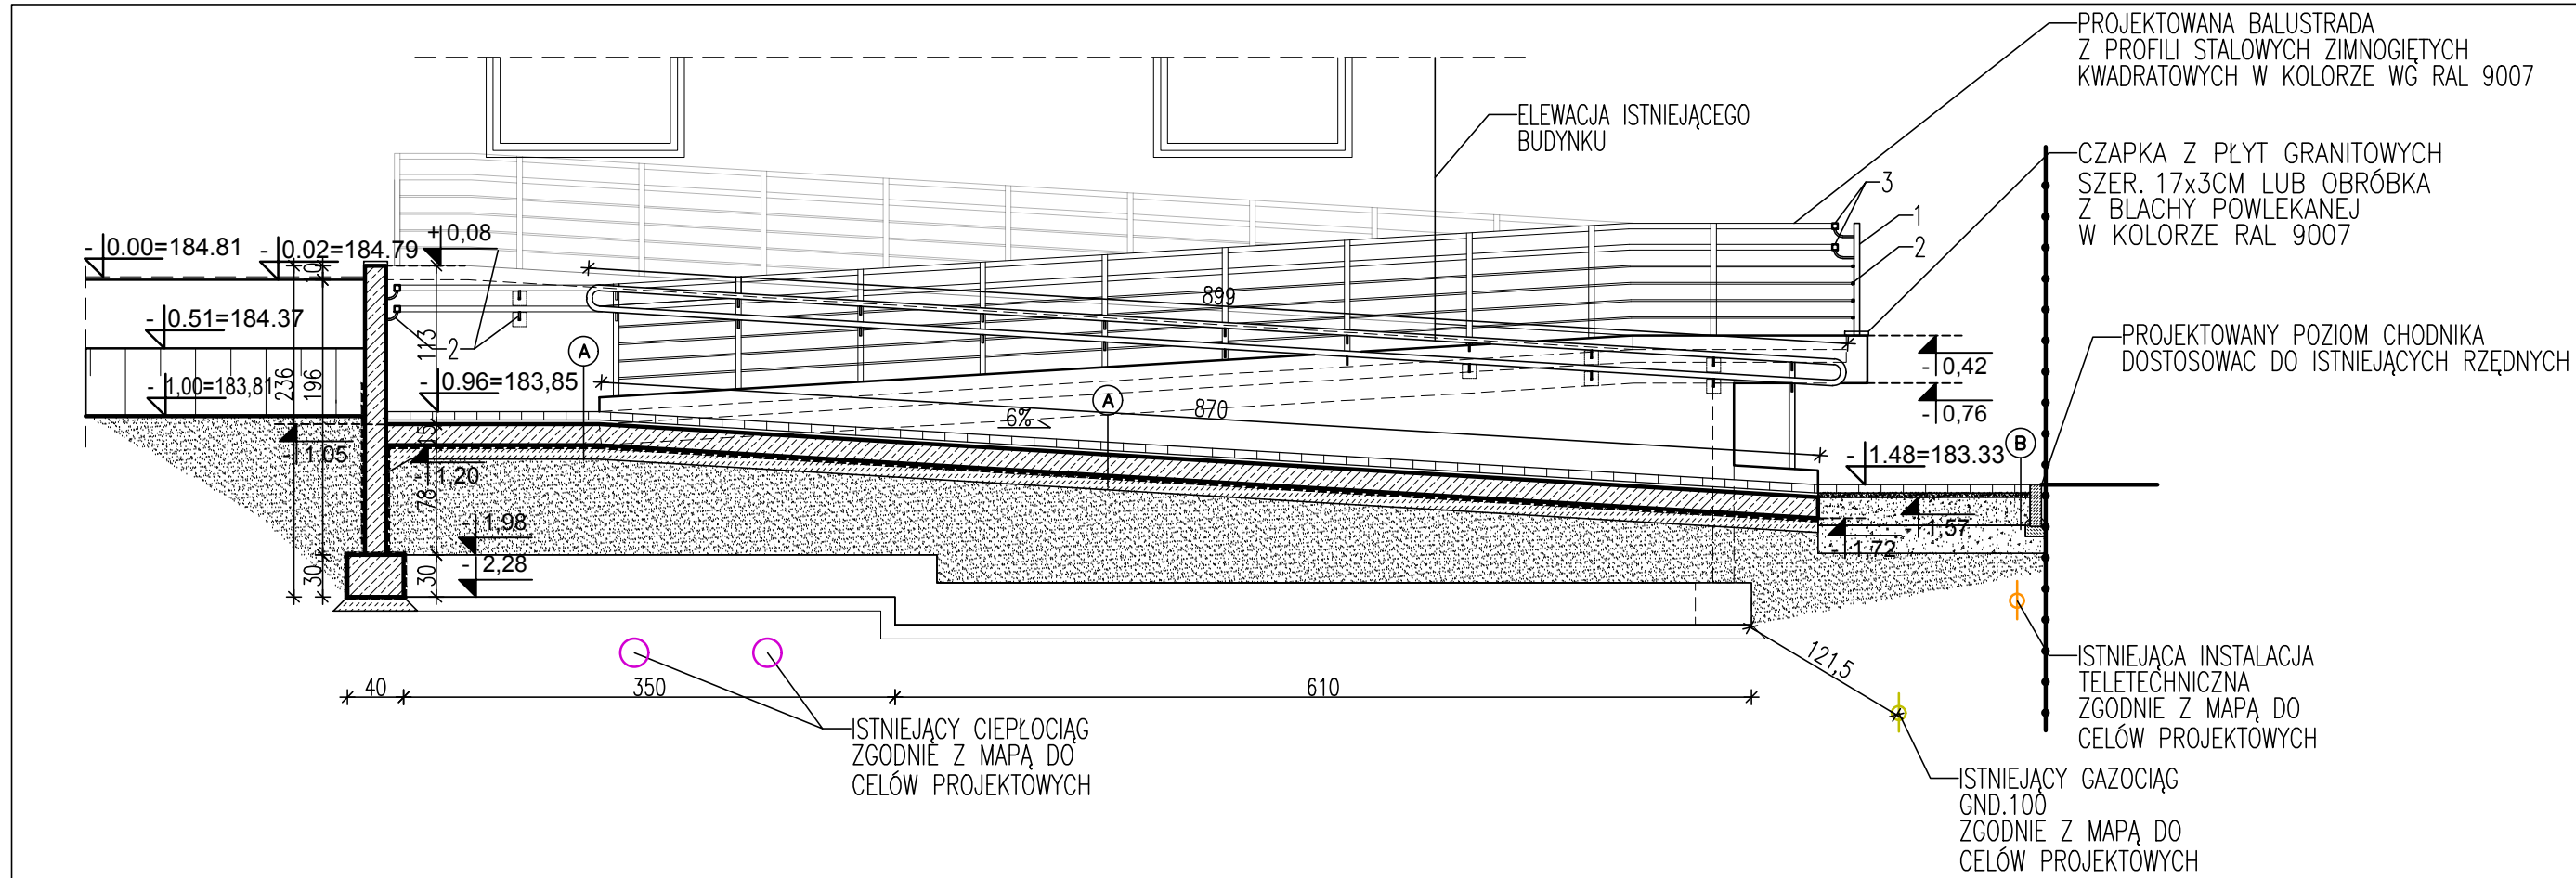 PROJEKTOWANA BALUSTRADA
Z PROFILI STALOWYCH ZIMNOGIĘTYCH
KWADRATOWYCH W KOLORZE WG RAL 9007
ELEWACJA ISTNIEJĄCEGO
BUDYNKU
CZAPKA Z PŁYT GRANITOWYCH
SZER. 17x3CM LUB OBRÓBKA
Z BLACHY POWLEKANEJ
W KOLORZE RAL 9007
3
1
2
- 0.00=184.81
- 0.02=184.79
+ 0,08
10
899
- 0.51=184.37
113
2
A
PROJEKTOWANY POZIOM CHODNIKA
DOSTOSOWAC DO ISTNIEJĄCYCH RZĘDNYCH
- 0,42
- 1,00=183,81
236
196
- 0.96=183,85
A
870
6%
- 0,76
- 1,05
15
- 1,20
78
- 1.48=183.33
B
- 1.98
- 1,57
- 1,72
- 2,28
30
30
121,5
40
350
610
ISTNIEJĄCA INSTALACJA
TELETECHNICZNA
ZGODNIE Z MAPĄ DO
CELÓW PROJEKTOWYCH
ISTNIEJĄCY CIEPŁOCIĄG
ZGODNIE Z MAPĄ DO
CELÓW PROJEKTOWYCH
ISTNIEJĄCY GAZOCIĄG
GND.100
ZGODNIE Z MAPĄ DO
CELÓW PROJEKTOWYCH